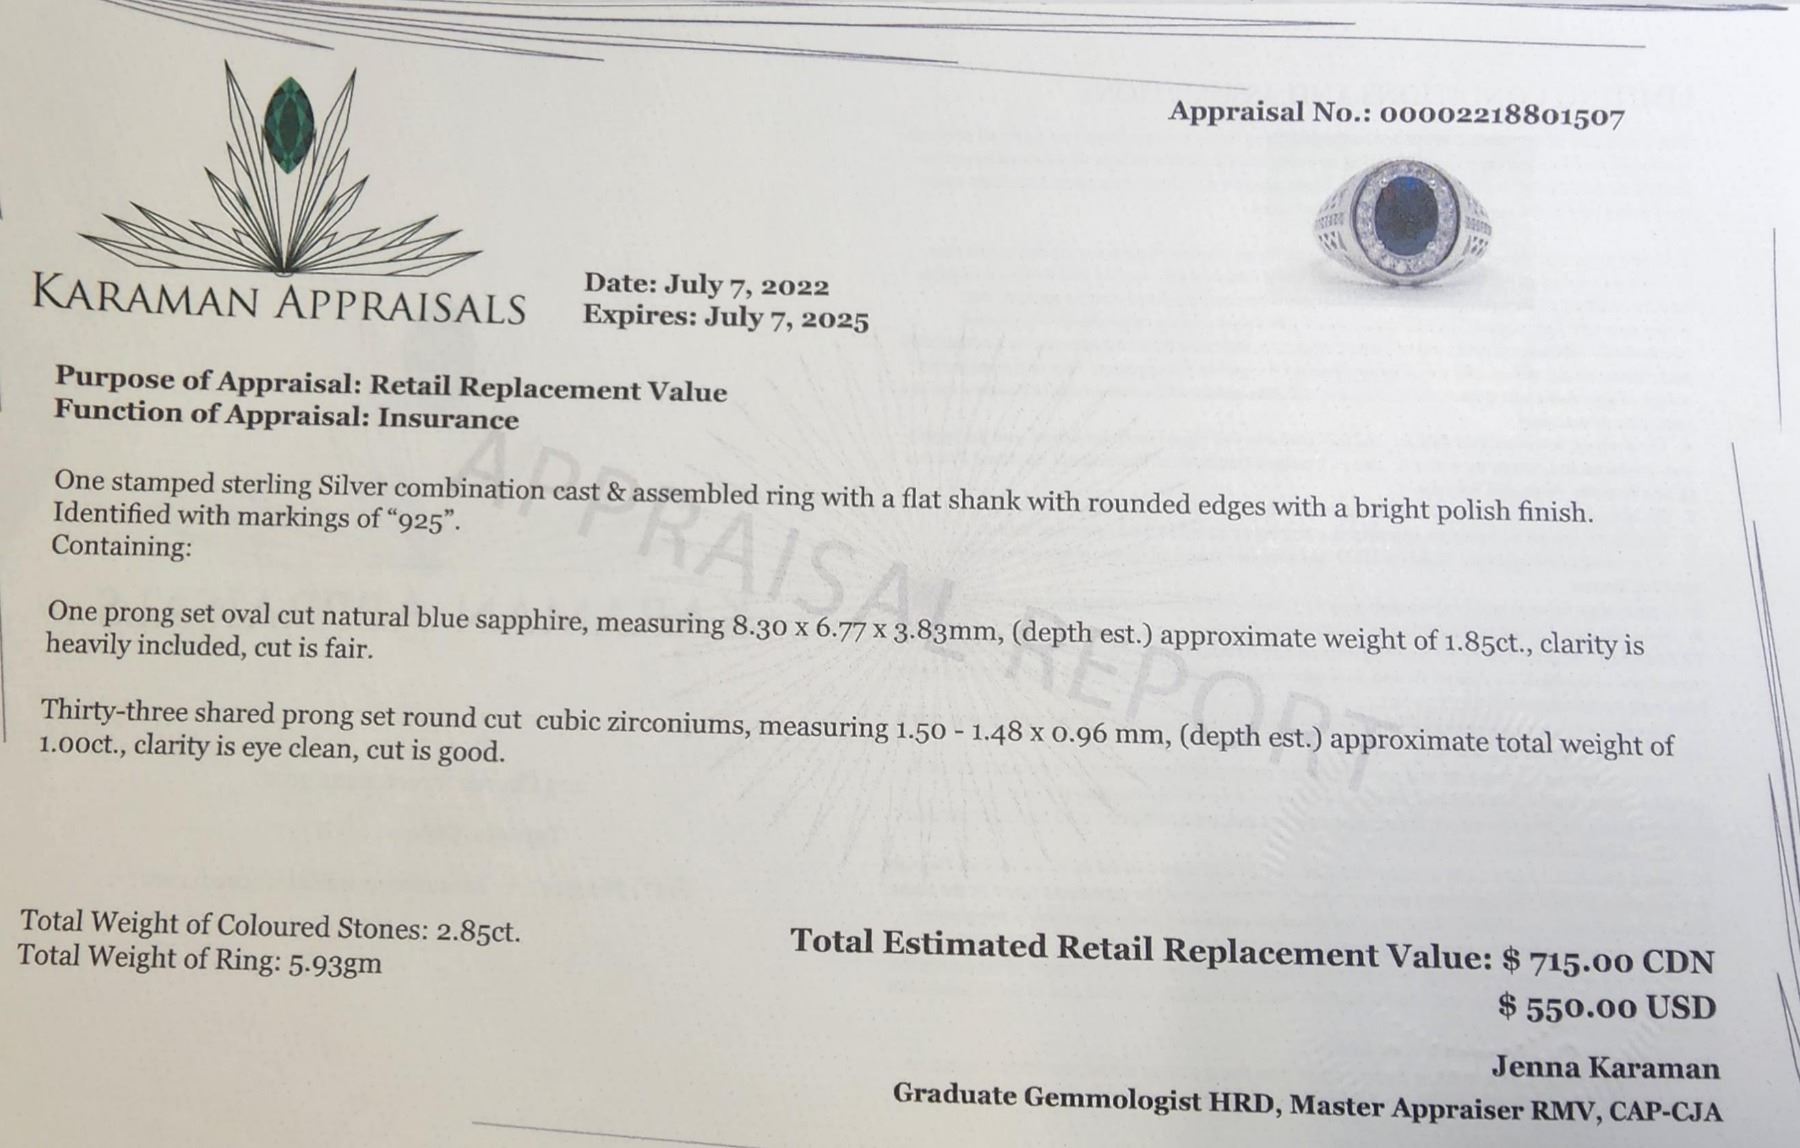 Appraisal No.: 00002218801507
KARAMAN APPRAISALS
Date: July 7, 2022
Expires: July 7, 2025
Purpose of Appraisal: Retail Replacement Value
Function of Appraisal: Insurance
One stamped sterling Silver combination cast & assembled ring with a flat shank with rounded edges with a bright polish finish.
Identified with markings of “925”.
Containing:
One prong set oval cut natural blue sapphire, measuring 8.30 x 6.77 x 3.83mm, (depth est.) approximate weight of 1.85ct., clarity is
heavily included, cut is fair.
Thirty-three shared prong set round cut cubic zirconiums, measuring 1.50 - 1.48 x 0.96 mm, (depth est.) approximate total weight of
1.00ct., clarity is eye clean, cut is good.
APPRAISAL REPORT
Total Weight of Coloured Stones: 2.85ct.
Total Weight of Ring: 5.93gm
Total Estimated Retail Replacement Value: $ 715.00 CDN
$ 550.00 USD
Jenna Karaman
Graduate Gemmologist HRD, Master Appraiser RMV, CAP-CJA